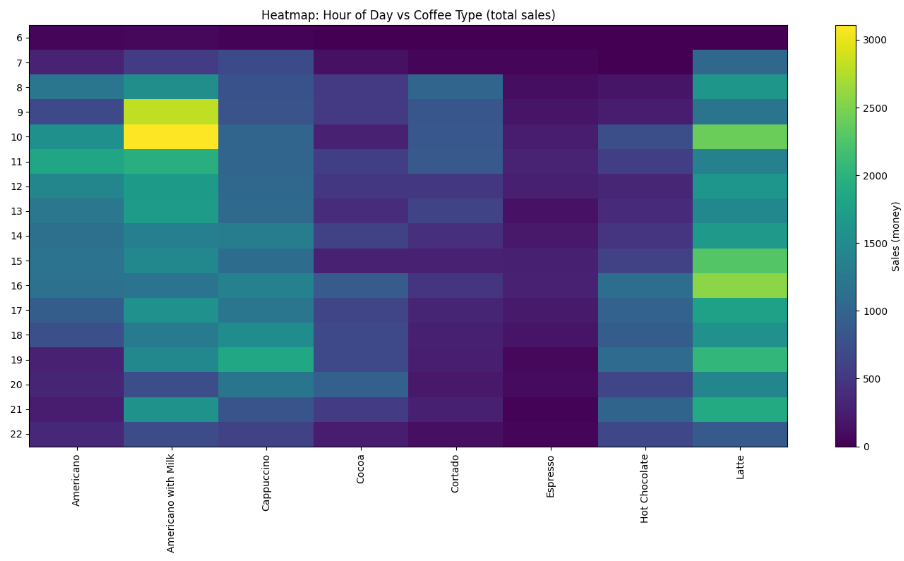 Heatmap: Hour of Day vs Coffee Type (total sales)
6
7
8
9
10
11
12
13
14
15
16
17
18
19
20
21
22
Americano
Americano with Milk
Cappuccino
Cocoa
Cortado
Espresso
Hot Chocolate
Latte
3000
2500
2000
1500
1000
500
0
Sales (money)